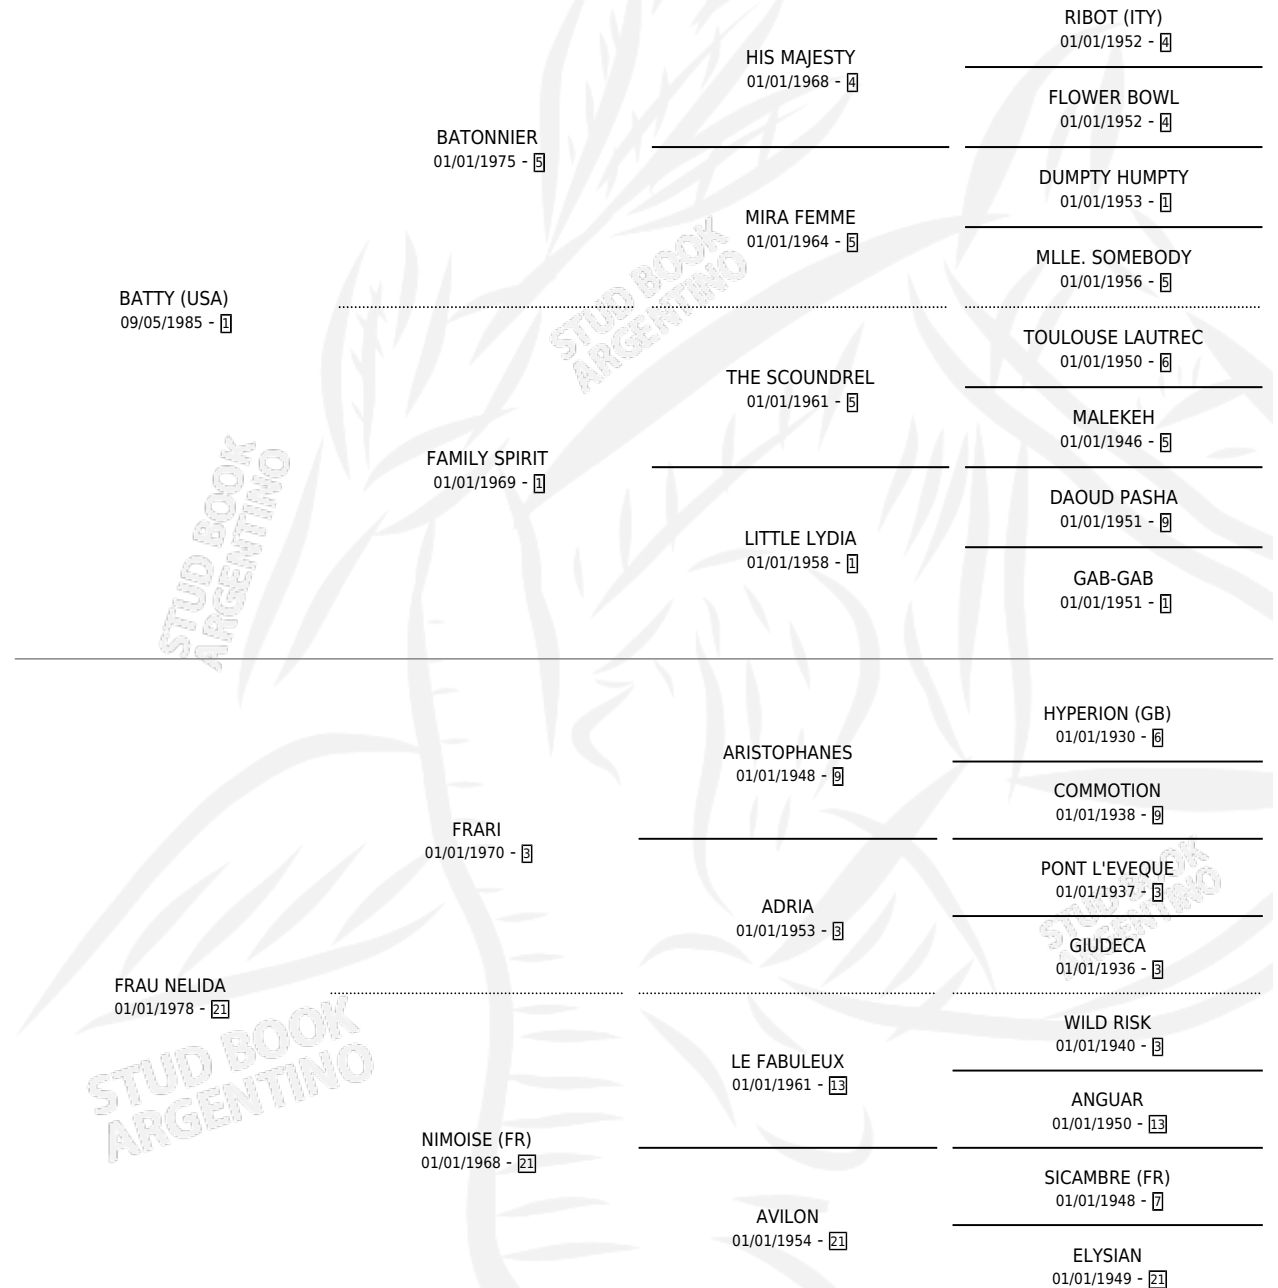 RIBOT (ITY)
01/01/1952 - 4
HIS MAJESTY
01/01/1968 - 4
FLOWER BOWL
01/01/1952 - 4
BATONNIER
01/01/1975 - 5
DUMPTY HUMPTY
01/01/1953 - 1
MIRA FEMME
01/01/1964 - 5
MLLE. SOMEBODY
01/01/1956 - 5
BATTY (USA)
09/05/1985 - 1
TOULOUSE LAUTREC
01/01/1950 - 6
THE SCOUNDREL
01/01/1961 - 5
MALEKEH
01/01/1946 - 5
FAMILY SPIRIT
01/01/1969 - 1
DAOUD PASHA
01/01/1951 - 9
LITTLE LYDIA
01/01/1958 - 1
GAB-GAB
01/01/1951 - 1
HYPERION (GB)
01/01/1930 - 6
ARISTOPHANES
01/01/1948 - 9
COMMOTION
01/01/1938 - 9
FRARI
01/01/1970 - 3
PONT L'EVEQUE
01/01/1937 - 3
ADRIA
01/01/1953 - 3
GIUDECA
01/01/1936 - 3
FRAU NELIDA
01/01/1978 - 21
WILD RISK
01/01/1940 - 3
LE FABULEUX
01/01/1961 - 13
ANGUAR
01/01/1950 - 13
NIMOISE (FR)
01/01/1968 - 21
SICAMBRE (FR)
01/01/1948 - 7
AVILON
01/01/1954 - 21
ELYSIAN
01/01/1949 - 21
STUD BOOK
ARGENTINO
STUD BOOK
ARGENTINO
STUD BOOK
ARGENTINO
STUD BOOK
ARGENTINO